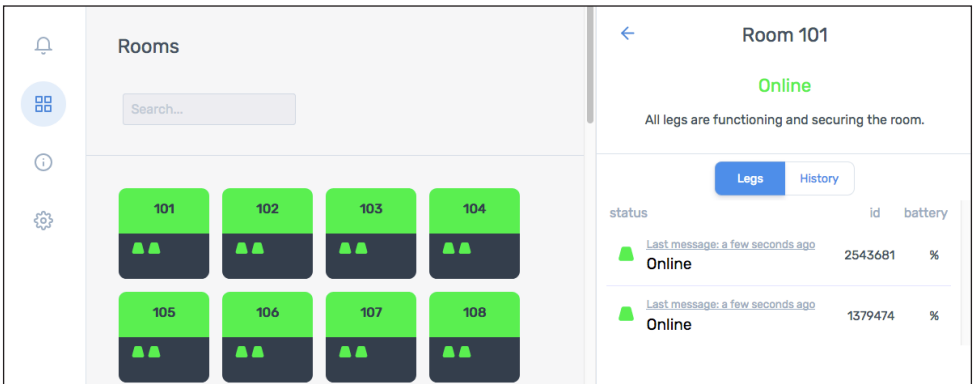 Rooms
Search...
101 102 103 104
105 106 107 108
Room 101
Online
All legs are functioning and securing the room.
Legs History
status id battery
Last message: a few seconds ago
Online 2543681 %
Last message: a few seconds ago
Online 1379474 %